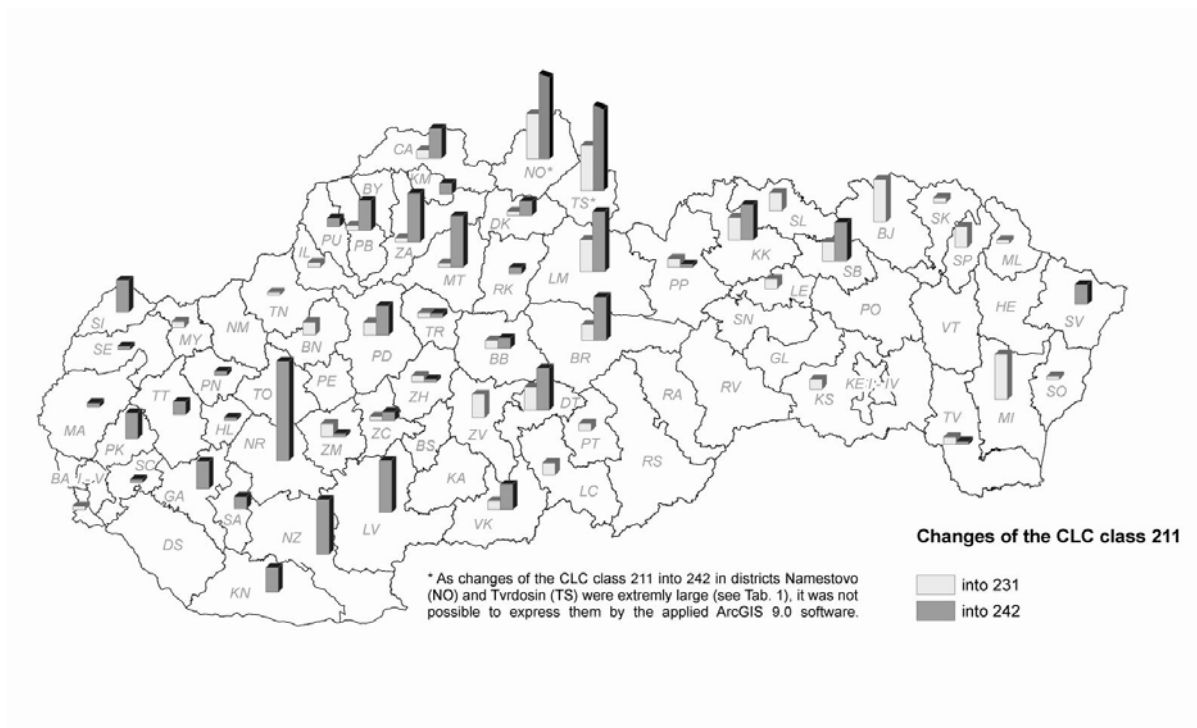 CA
NO*
KM
BY
TS*
DK
SL
SK
PU
PB
ZA
BJ
IL
KK
SP
ML
MT
LM
SB
RK
PP
LE
PO
HE
SV
TN
SI
MY
NM
SN
VT
SE
BN
PD
TR
BB
BR
GL
PN
TT
TO
PE
ZH
RA
RV
KS
KE I - IV
SO
MA
HL
DT
TV
MI
PK
NR
ZM
ZC
BS
ZV
PT
SC
BA I - V
GA
KA
RS
LC
SA
NZ
LV
VK
DS
KN
Changes of the CLC class 211
into 231
into 242
* As changes of the CLC class 211 into 242 in districts Namestovo
(NO) and Tvrdosin (TS) were extremly large (see Tab. 1), it was not
possible to express them by the applied ArcGIS 9.0 software.